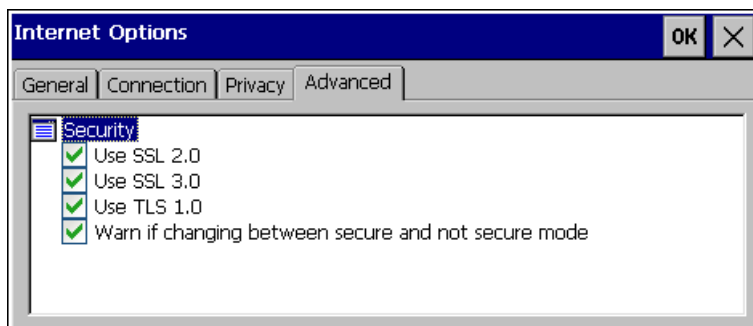 Internet Options
OK
General Connection Privacy Advanced
Security
Use SSL 2.0
Use SSL 3.0
Use TLS 1.0
Warn if changing between secure and not secure mode